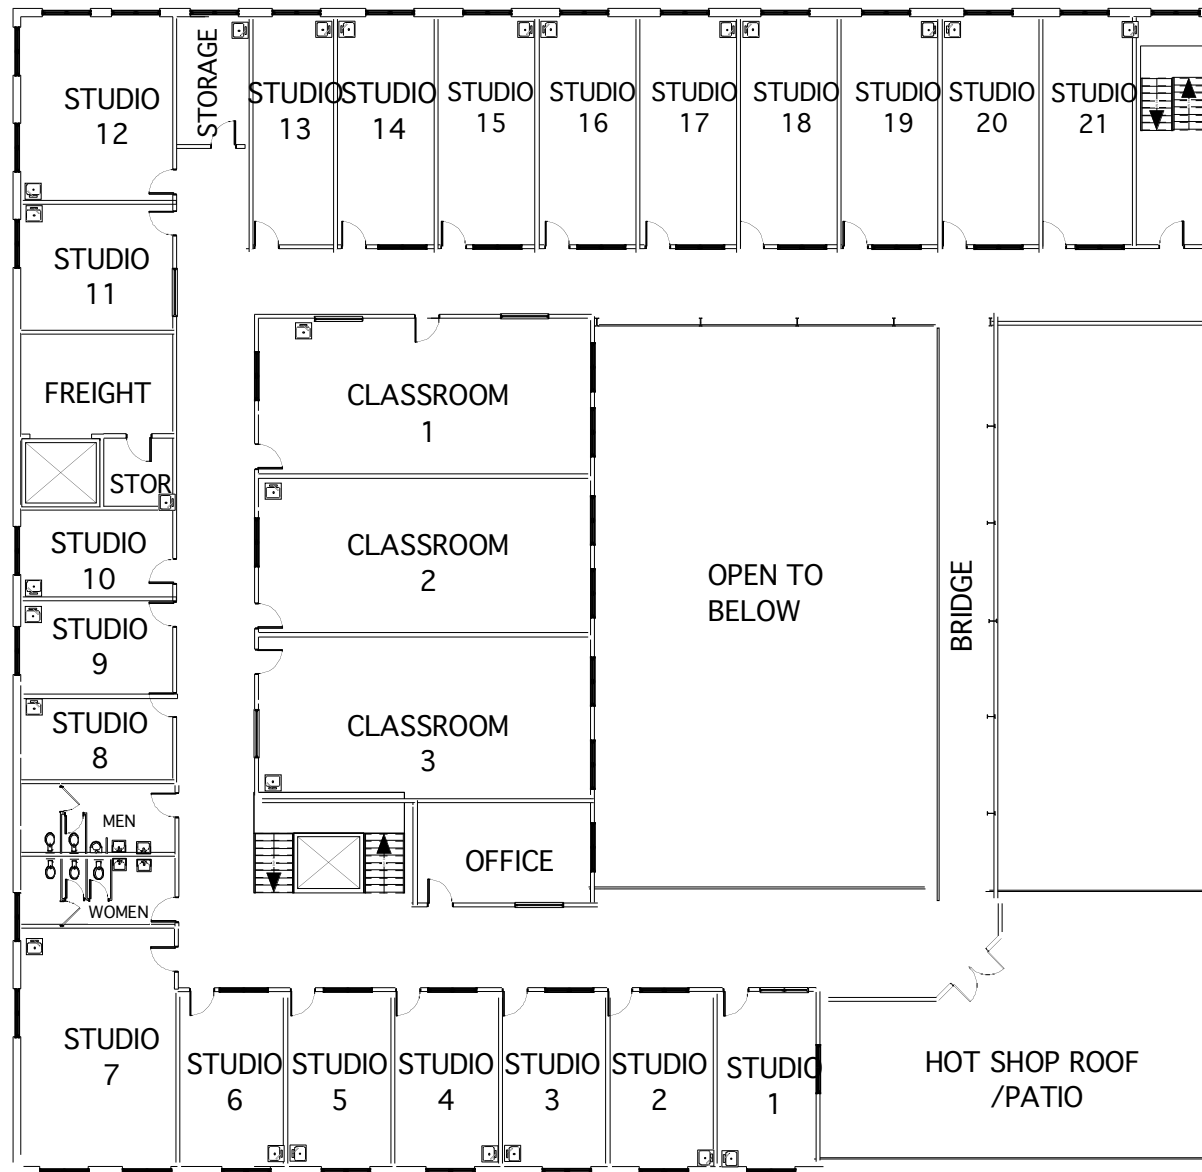 STORAGE
STUDIO
12
STUDIO
13
STUDIO
14
STUDIO
15
STUDIO
16
STUDIO
17
STUDIO
18
STUDIO
19
STUDIO
20
STUDIO
21
STUDIO
11
FREIGHT
STOR
CLASSROOM
1
STUDIO
10
CLASSROOM
2
OPEN TO
BELOW
BRIDGE
STUDIO
9
STUDIO
8
CLASSROOM
3
MEN
WOMEN
OFFICE
STUDIO
7
STUDIO
6
STUDIO
5
STUDIO
4
STUDIO
3
STUDIO
2
STUDIO
1
HOT SHOP ROOF
/PATIO